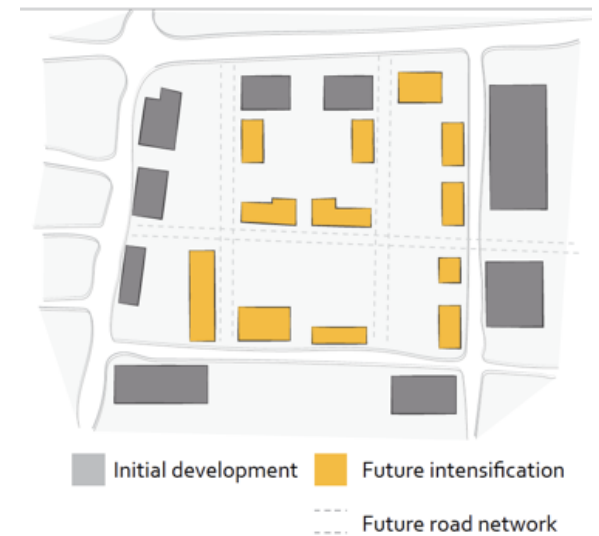 Initial development
Future intensification
Future road network